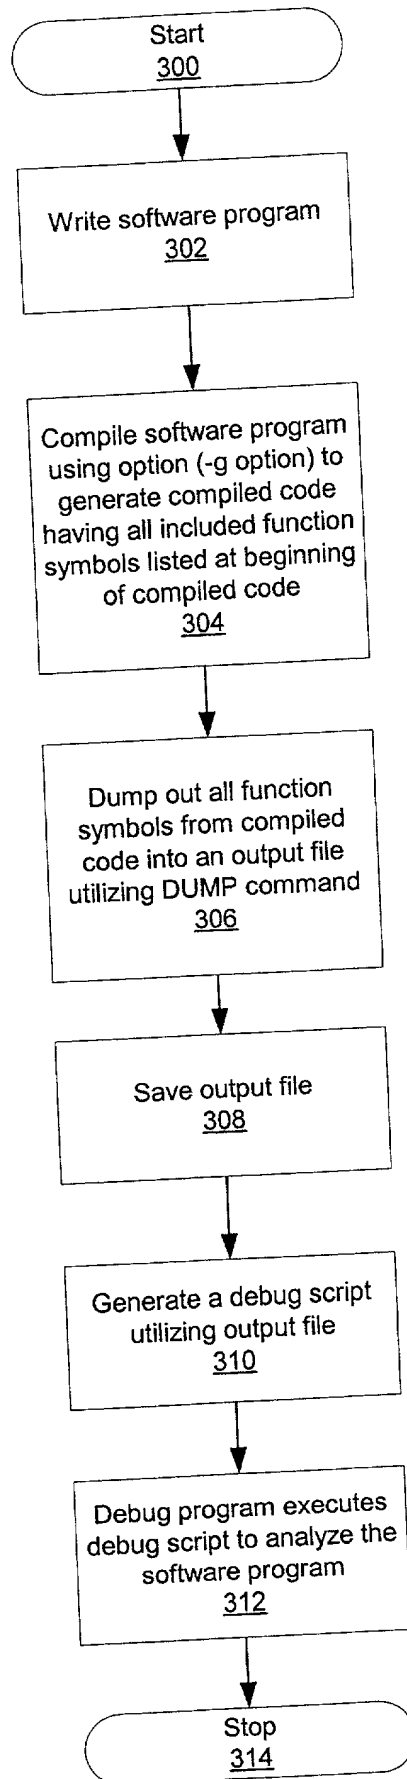 Start
300
Write software program
302
Compile software program
using option (-g option) to
generate compiled code
having all included function
symbols listed at beginning
of compiled code
304
Dump out all function
symbols from compiled
code into an output file
utilizing DUMP command
306
Save output file
308
Generate a debug script
utilizing output file
310
Debug program executes
debug script to analyze the
software program
312
Stop
314